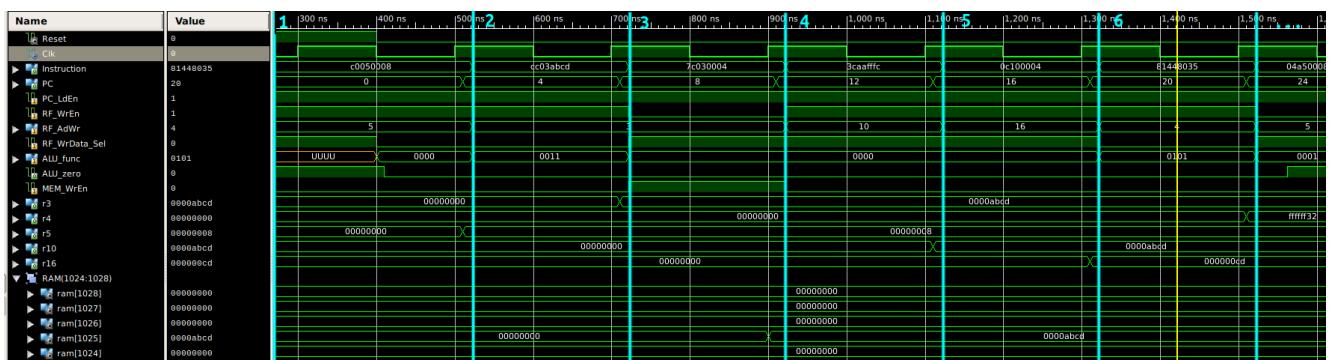 Name Value 1 300 ns 400 ns 500 ns 2 600 ns 700 ns 3 800 ns 900 ns 4 1,000 ns 1,100 ns 5 1,200 ns 1,300 ns 6 1,400 ns 1,500 ns ....
Reset 0
Clk 0
Instruction 81448035 c0050008 cc03abcd 7c030004 3caafffc 0c100004 81448035 04a50008
PC 20 0 4 8 12 16 20 24
PC_LdEn 1
RF_WrEn 1
RF_AdWr 4 5 3 10 16 4 5
RF_WrData_Sel 0
ALU_func 0101 UUUU 0000 0011 0000 0101 0001
ALU_zero 0
MEM_WrEn 0
r3 0000abcd 00000000 0000abcd
r4 00000000 00000000 ffffff32
r5 00000008 00000000 00000008
r10 0000abcd 00000000 0000abcd
r16 000000cd 00000000 000000cd
RAM(1024:1028)
ram[1028] 00000000 00000000
ram[1027] 00000000 00000000
ram[1026] 00000000 00000000
ram[1025] 0000abcd 00000000 0000abcd
ram[1024] 00000000 00000000